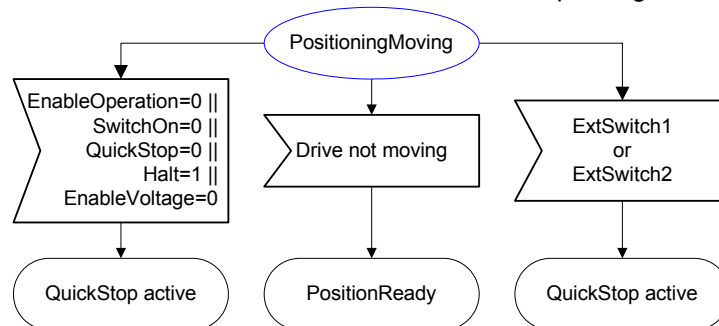 PositioningMoving
EnableOperation=0 ||
SwitchOn=0 ||
QuickStop=0 ||
Halt=1 ||
EnableVoltage=0
Drive not moving
ExtSwitch1
or
ExtSwitch2
QuickStop active
PositionReady
QuickStop active